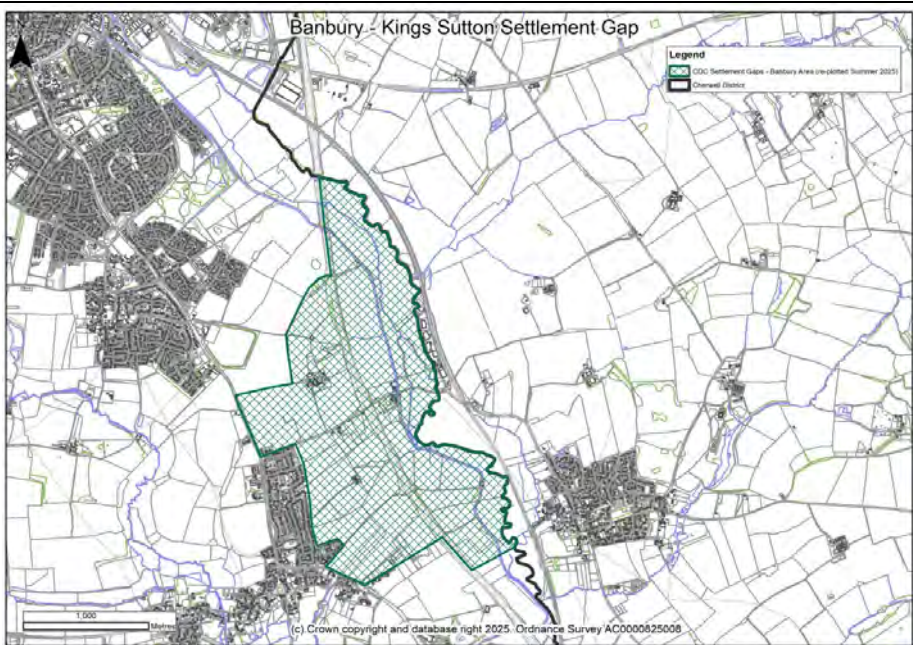 Banbury - Kings Sutton Settlement Gap
Legend
CDC Settlement Gaps - Banbury Area (re-plotted Summer 2025)
Cherwell District
1,000
Metres
(c) Crown copyright and database right 2025. Ordnance Survey AC0000825008